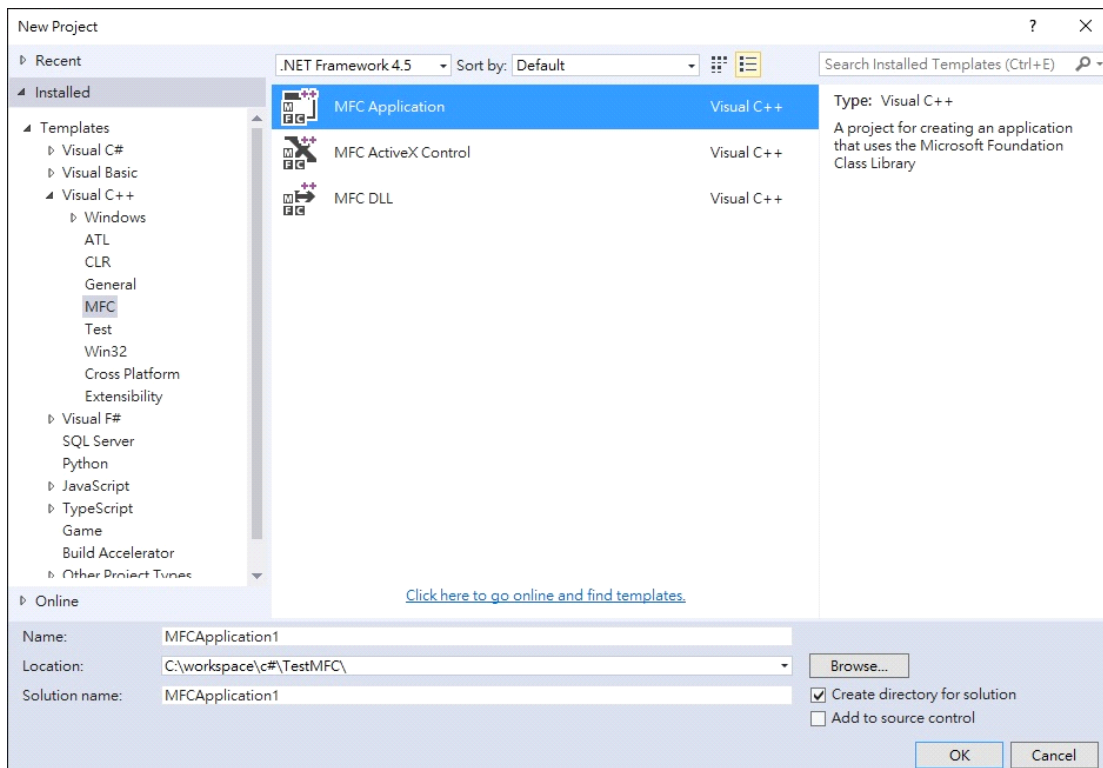 New Project
?
Recent
Installed
Templates
Visual C#
Visual Basic
Visual C++
Windows
ATL
CLR
General
MFC
Test
Win32
Cross Platform
Extensibility
Visual F#
SQL Server
Python
JavaScript
TypeScript
Game
Build Accelerator
Other Project Types
Online
.NET Framework 4.5 Sort by: Default
MFC Application Visual C++
MFC ActiveX Control Visual C++
MFC DLL Visual C++
Click here to go online and find templates.
Search Installed Templates (Ctrl+E)
Type: Visual C++
A project for creating an application
that uses the Microsoft Foundation
Class Library
Name: MFCApplication1
Location: C:\workspace\c#\TestMFC\ Browse...
Solution name: MFCApplication1 Create directory for solution
Add to source control
OK Cancel